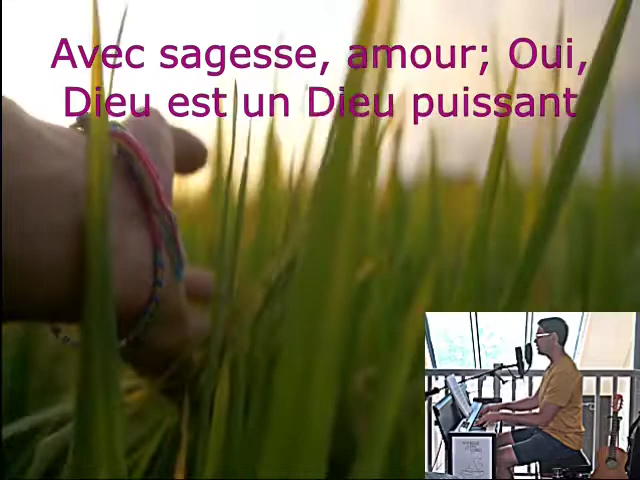 Avec sagesse, amour; Oui,
Dieu est un Dieu puissant